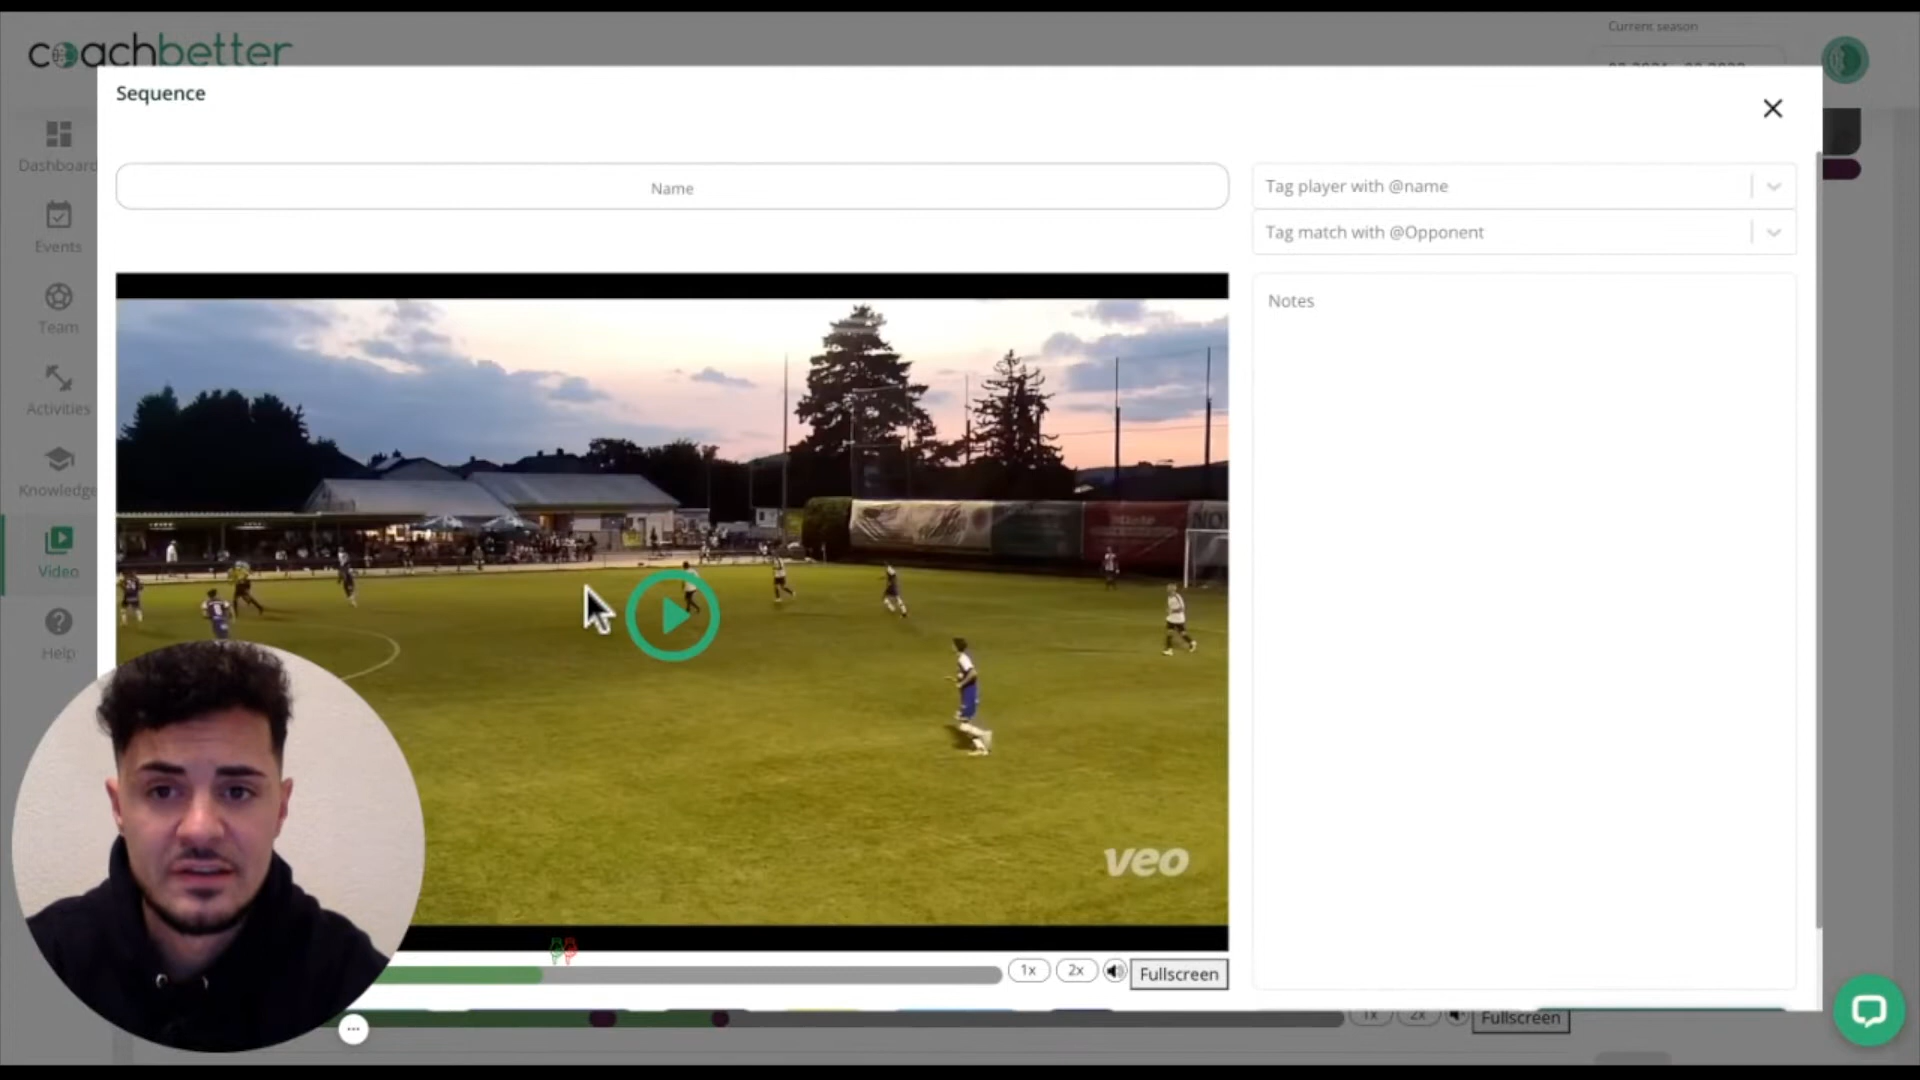 coachbetter
Current season
Sequence
Dashboard
Name
Tag player with @name
Events
Tag match with @Opponent
Notes
Team
Activities
Knowledge
Video
Help
veo
1x
2x
Fullscreen
1x
2x
Fullscreen